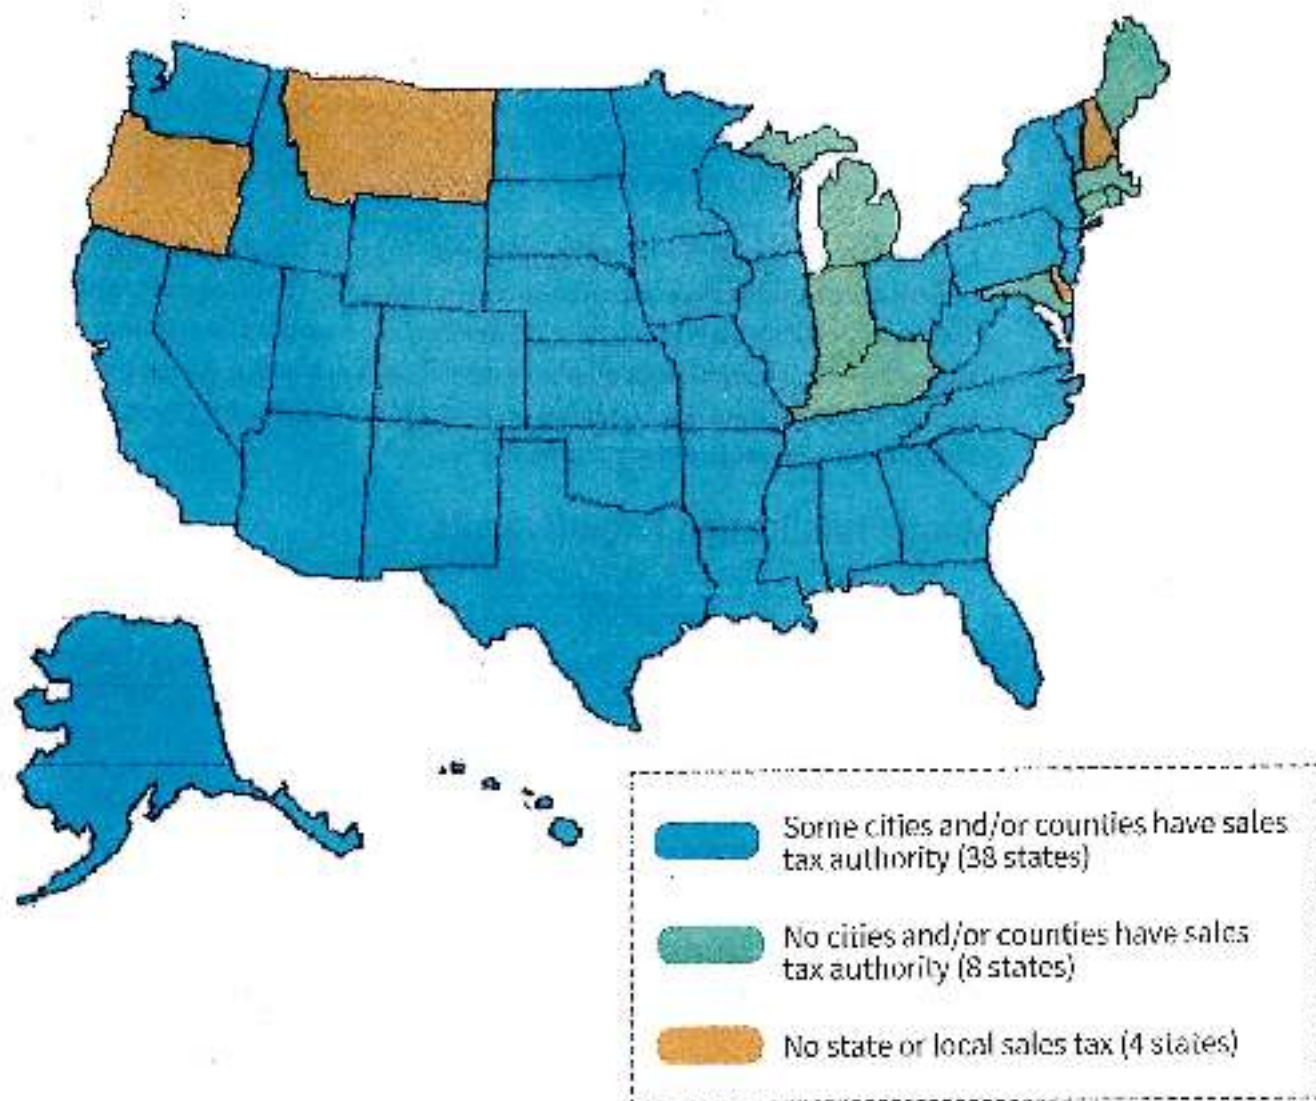 Some cities and/or counties have sales
tax authority (38 states)
No cities and/or counties have sales
tax authority (8 states)
No state or local sales tax (4 states)